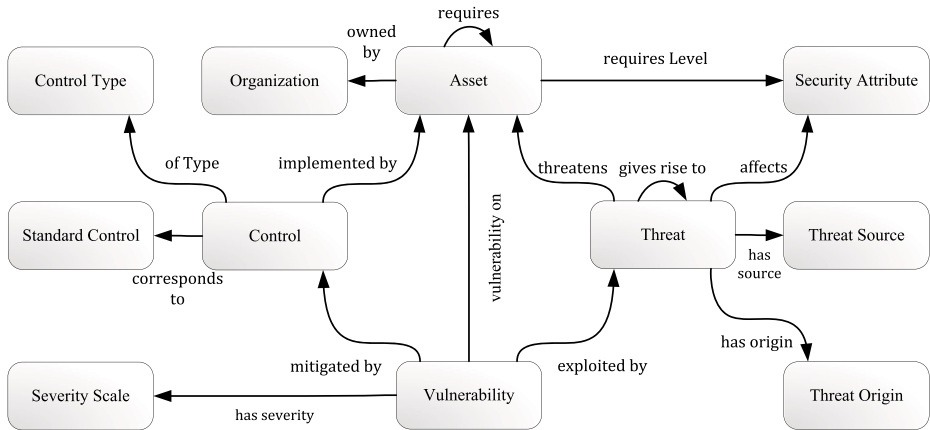 requires
owned
by
requires Level
Control Type
Organization
Asset
Security Attribute
of Type
implemented by
threatens
gives rise to
affects
vulnerability on
Standard Control
Control
Threat
Threat Source
corresponds
to
has
source
mitigated by
exploited by
has origin
Severity Scale
has severity
Vulnerability
Threat Origin